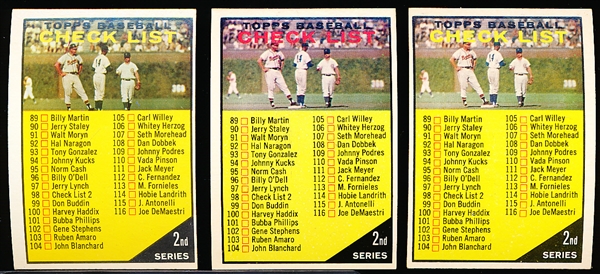 TOPPS BASEBALL
CHECK LIST
89 Billy Martin
90 Jerry Staley
91 Walt Moryn
92 Hal Naragon
93 Tony Gonzalez
94 Johnny Kucks
95 Norm Cash
96 Billy O'Dell
97 Jerry Lynch
98 Check List 2
99 Don Buddin
100 Harvey Haddix
101 Bubba Phillips
102 Gene Stephens
103 Ruben Amaro
104 John Blanchard
105 Carl Willey
106 Whitey Herzog
107 Seth Morehead
108 Dan Dobbek
109 Johnny Podres
110 Vada Pinson
111 Jack Meyer
112 C. Fernandez
113 M. Fornieles
114 Hobie Landrith
115 J. Antonelli
116 Joe DeMaestri
2nd
SERIES
TOPPS BASEBALL
CHECK LIST
89 Billy Martin
90 Jerry Staley
91 Walt Moryn
92 Hal Naragon
93 Tony Gonzalez
94 Johnny Kucks
95 Norm Cash
96 Billy O'Dell
97 Jerry Lynch
98 Check List 2
99 Don Buddin
100 Harvey Haddix
101 Bubba Phillips
102 Gene Stephens
103 Ruben Amaro
104 John Blanchard
105 Carl Willey
106 Whitey Herzog
107 Seth Morehead
108 Dan Dobbek
109 Johnny Podres
110 Vada Pinson
111 Jack Meyer
112 C. Fernandez
113 M. Fornieles
114 Hobie Landrith
115 J. Antonelli
116 Joe DeMaestri
2nd
SERIES
TOPPS BASEBALL
CHECK LIST
89 Billy Martin
90 Jerry Staley
91 Walt Moryn
92 Hal Naragon
93 Tony Gonzalez
94 Johnny Kucks
95 Norm Cash
96 Billy O'Dell
97 Jerry Lynch
98 Check List 2
99 Don Buddin
100 Harvey Haddix
101 Bubba Phillips
102 Gene Stephens
103 Ruben Amaro
104 John Blanchard
105 Carl Willey
106 Whitey Herzog
107 Seth Morehead
108 Dan Dobbek
109 Johnny Podres
110 Vada Pinson
111 Jack Meyer
112 C. Fernandez
113 M. Fornieles
114 Hobie Landrith
115 J. Antonelli
116 Joe DeMaestri
2nd
SERIES